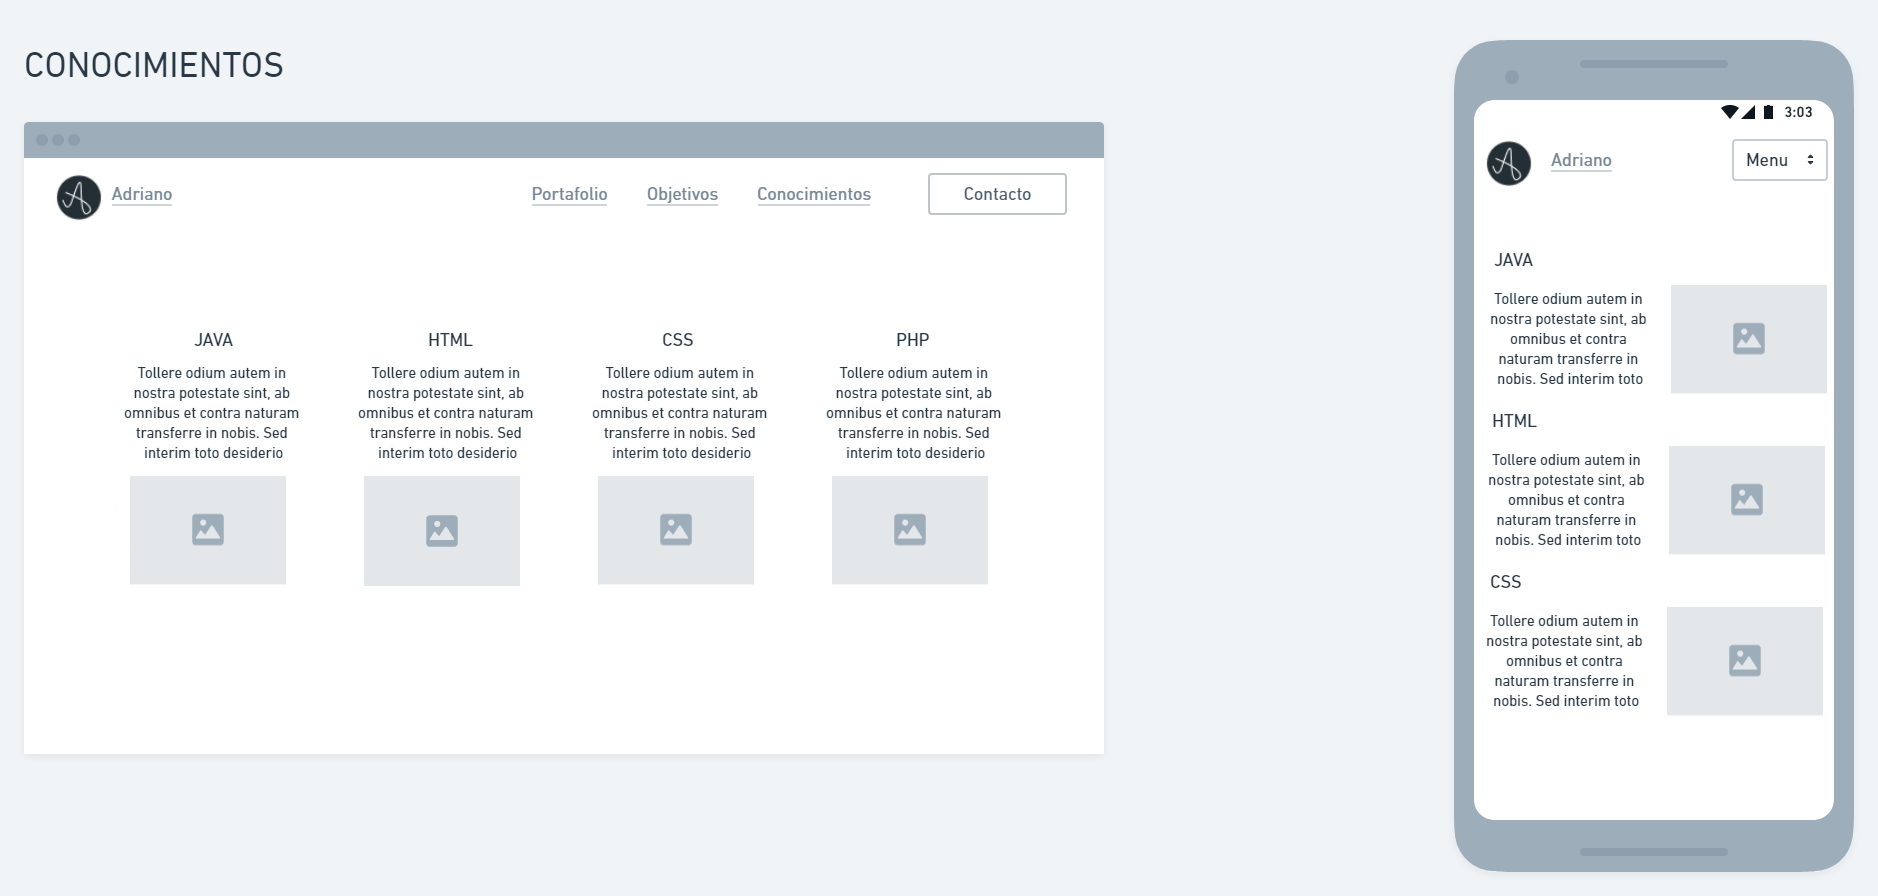 CONOCIMIENTOS
Adriano
Portafolio
Objetivos
Conocimientos
Contacto
JAVA
Tollere odium autem in
nostra potestate sint, ab
omnibus et contra naturam
transferre in nobis. Sed
interim toto desiderio
HTML
Tollere odium autem in
nostra potestate sint, ab
omnibus et contra naturam
transferre in nobis. Sed
interim toto desiderio
CSS
Tollere odium autem in
nostra potestate sint, ab
omnibus et contra naturam
transferre in nobis. Sed
interim toto desiderio
PHP
Tollere odium autem in
nostra potestate sint, ab
omnibus et contra naturam
transferre in nobis. Sed
interim toto desiderio
3:03
Adriano
Menu
JAVA
Tollere odium autem in
nostra potestate sint, ab
omnibus et contra
naturam transferre in
nobis. Sed interim toto
HTML
Tollere odium autem in
nostra potestate sint, ab
omnibus et contra
naturam transferre in
nobis. Sed interim toto
CSS
Tollere odium autem in
nostra potestate sint, ab
omnibus et contra
naturam transferre in
nobis. Sed interim toto